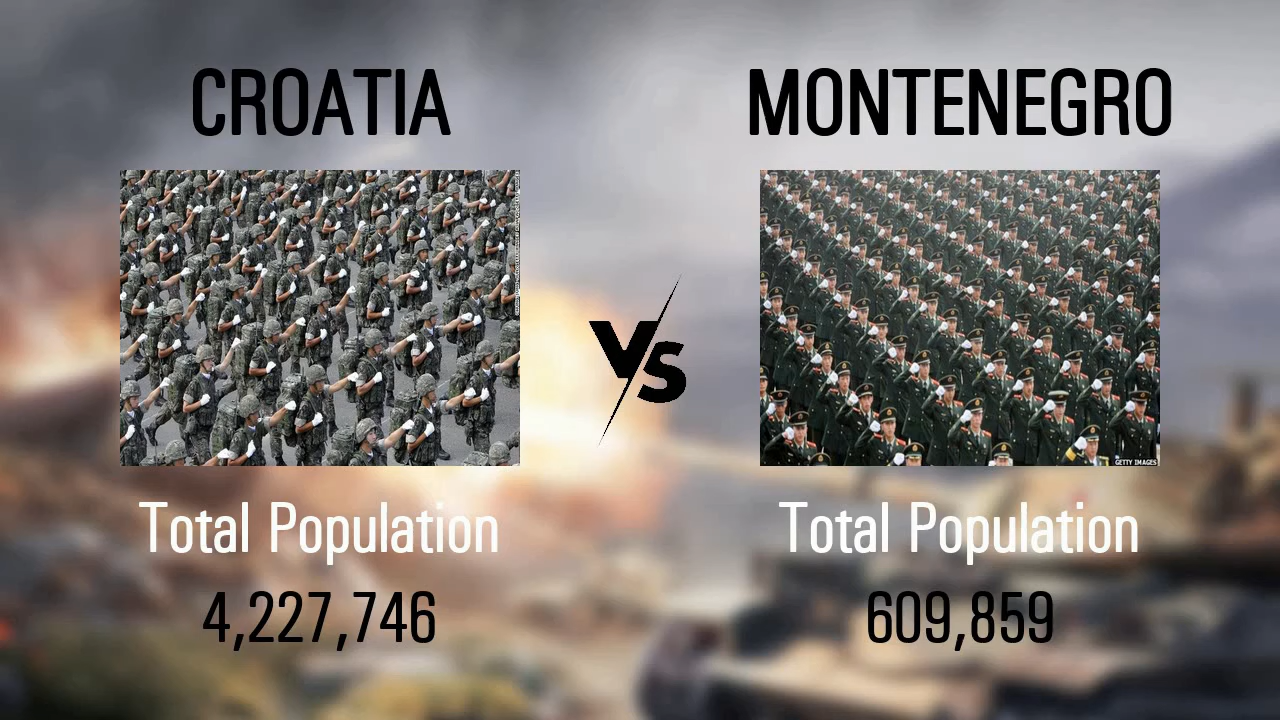 CROATIA
MONTENEGRO
VS
GETTY IMAGES
Total Population
Total Population
4,227,746
609,859